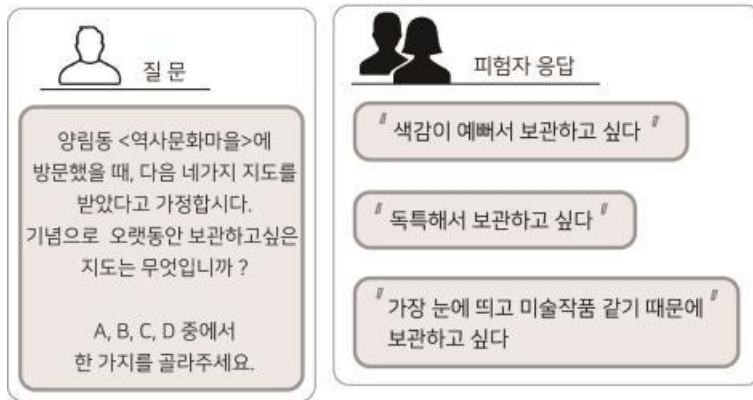 질 문
양림동 <역사문화마을>에
방문했을 때, 다음 네가지 지도를
받았다고 가정합시다.
기념으로 오랫동안 보관하고싶은
지도는 무엇입니까 ?
A, B, C, D 중에서
한 가지를 골라주세요.
피험자 응답
" 색감이 예뻐서 보관하고 싶다 "
" 독특해서 보관하고 싶다 "
" 가장 눈에 띄고 미술작품 같기 때문에 "
보관하고 싶다